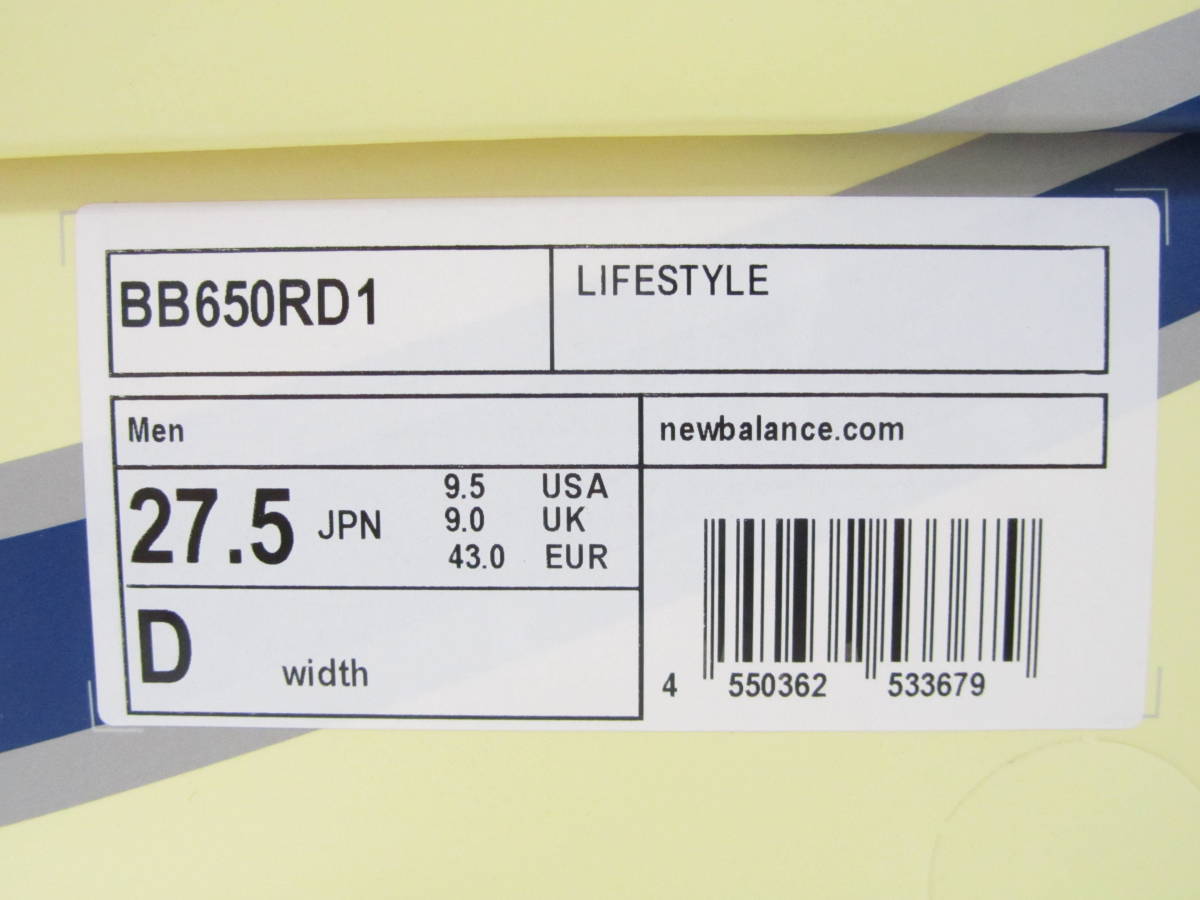 BB650RD1
LIFESTYLE
Men
newbalance.com
27.5 JPN
9.5 USA
9.0 UK
43.0 EUR
D width
4 550362 533679